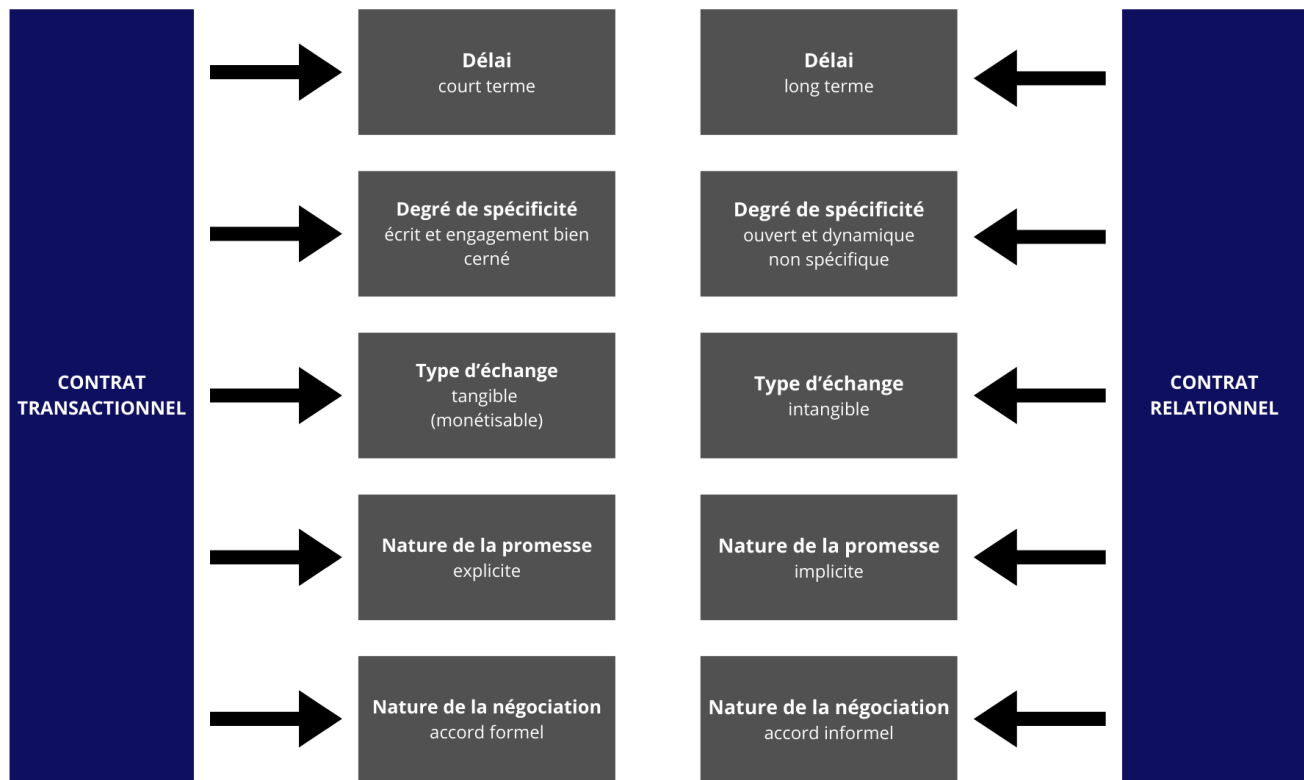 CONTRAT
TRANSACTIONNEL
Délai
court terme
Degré de spécificité
écrit et engagement bien
cerné
Type d’échange
tangible
(monétisable)
Nature de la promesse
explicite
Nature de la négociation
accord formel
Délai
long terme
Degré de spécificité
ouvert et dynamique
non spécifique
Type d’échange
intangible
Nature de la promesse
implicite
Nature de la négociation
accord informel
CONTRAT
RELATIONNEL